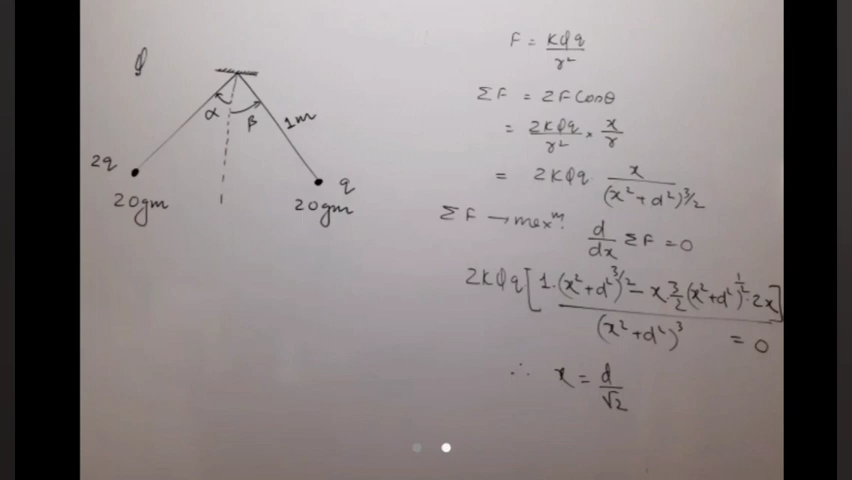 α
β
1m
2q
20gm
q
20gm
F = KQq/r²
ΣF = 2F Cosθ
= 2KQq/r² × x/r
= 2KQq · x/(x² + d²)^3/2
ΣF → mexᵐ. d/dx ΣF = 0
2KQq [1·(x² + d²)^3/2 − x·3/2 (x² + d²)^1/2 · 2x]/(x² + d²)³ = 0
∴ x = d/√2